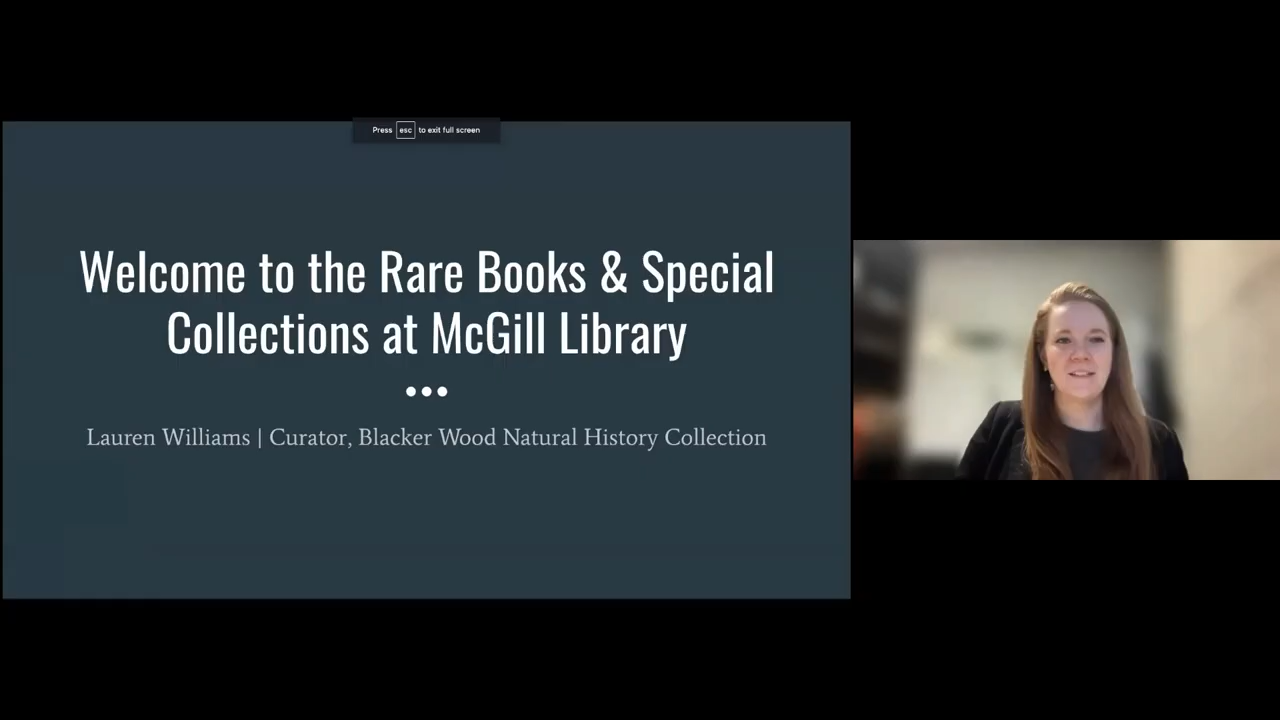 Press esc to exit full screen
Welcome to the Rare Books & Special
Collections at McGill Library
Lauren Williams | Curator, Blacker Wood Natural History Collection